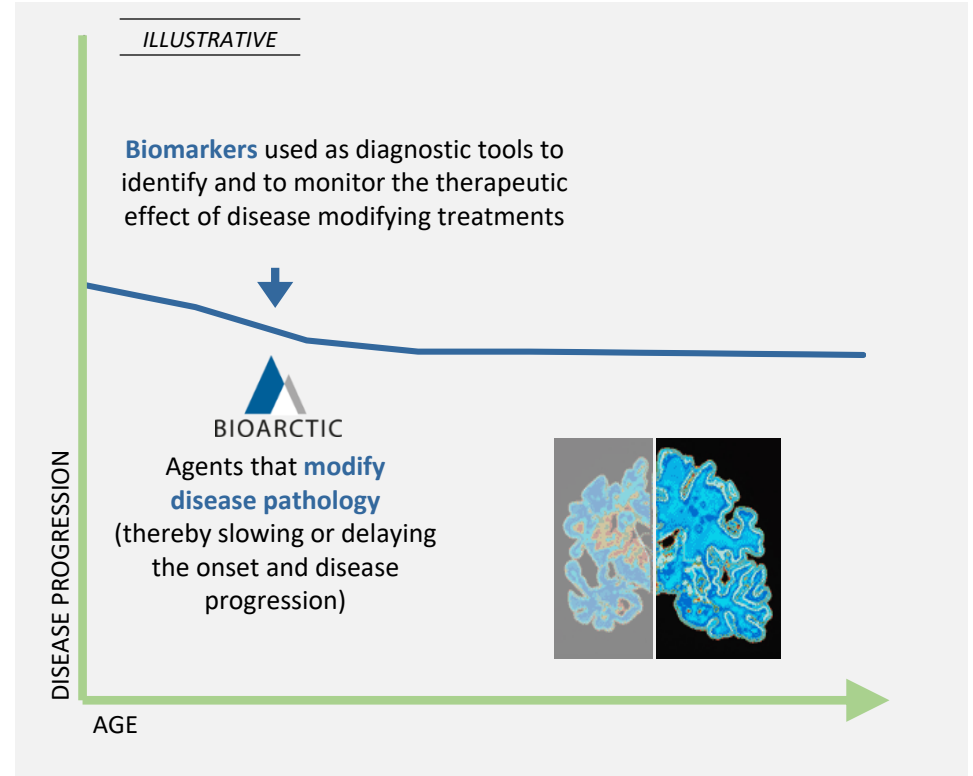 ILLUSTRATIVE
Biomarkers used as diagnostic tools to
identify and to monitor the therapeutic
effect of disease modifying treatments
BIOARCTIC
Agents that modify
disease pathology
(thereby slowing or delaying
the onset and disease
progression)
DISEASE PROGRESSION
AGE